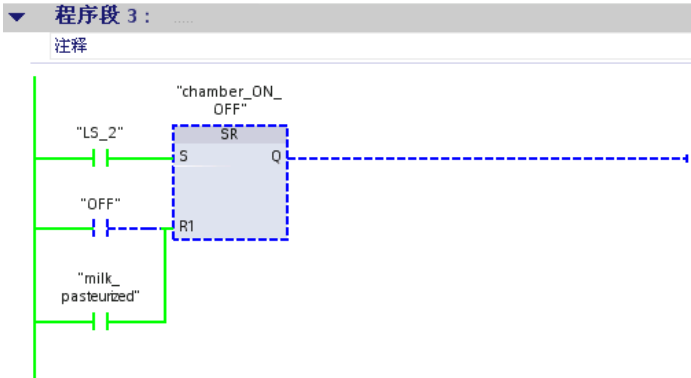 程序段 3： .....
注释
"chamber_ON_
OFF"
"LS_2"
SR
S
Q
"OFF"
R1
"milk_
pasteurized"